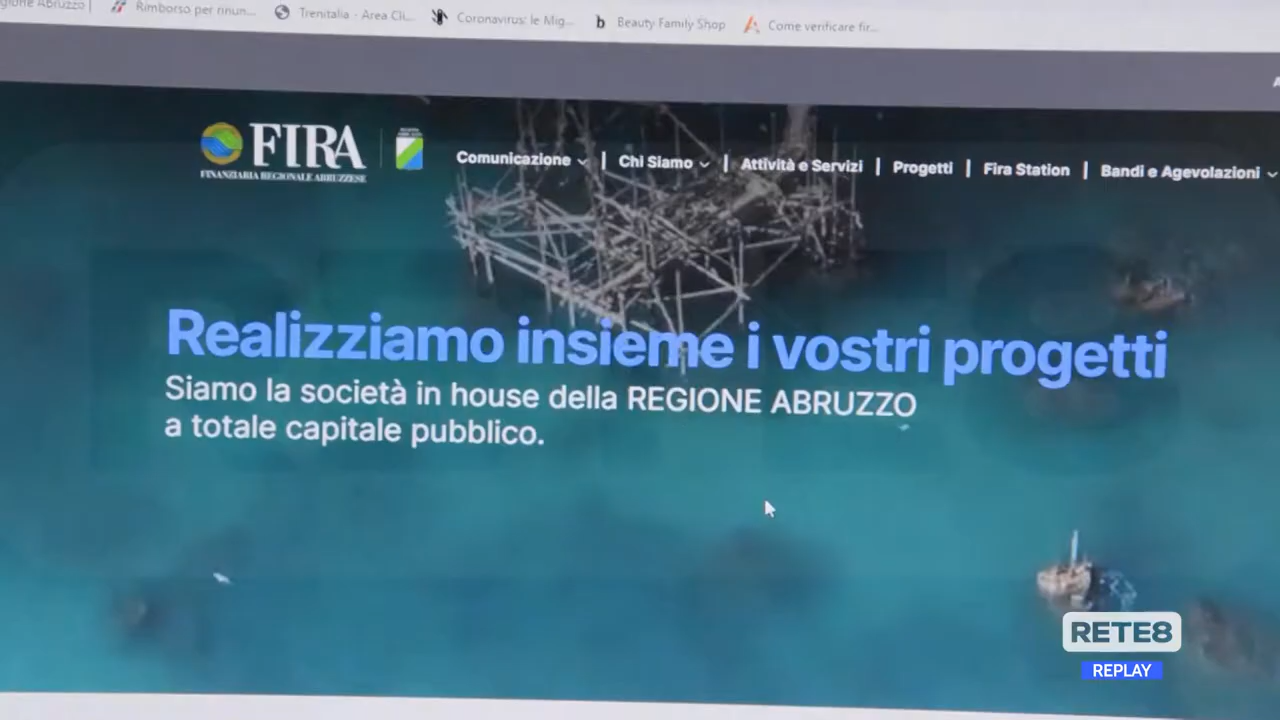 Rimborso per rinun...
Trenitalia - Area Cli...
Coronavirus: le Mig...
Beauty Family Shop
Come verificare fir...
FIRA
FINANZIARIA REGIONALE ABRUZZESE
Comunicazione | Chi Siamo | Attività e Servizi | Progetti | Fira Station | Bandi e Agevolazioni
Realizziamo insieme i vostri progetti
Siamo la società in house della REGIONE ABRUZZO
a totale capitale pubblico.
RETE8
REPLAY